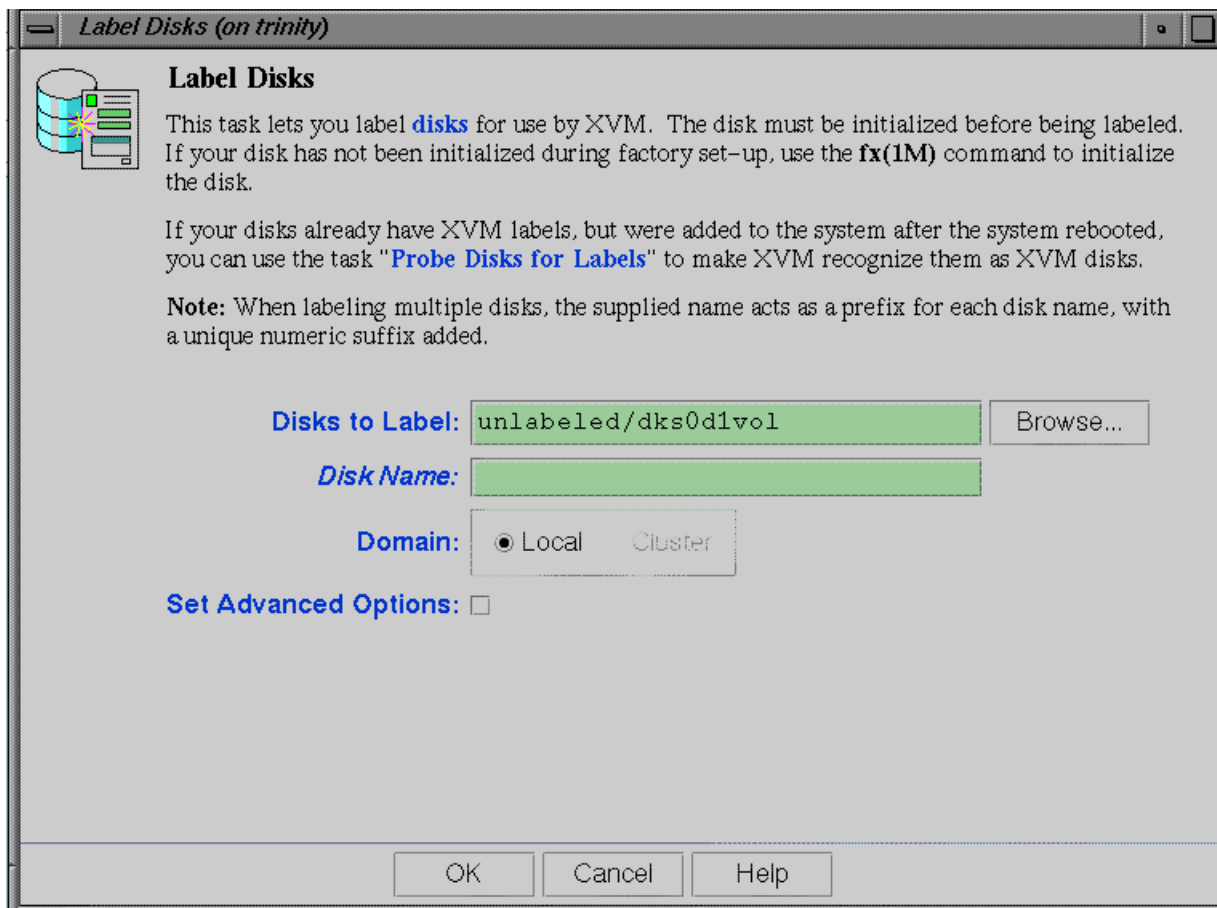 Label Disks (on trinity)
Label Disks
This task lets you label disks for use by XVM. The disk must be initialized before being labeled.
If your disk has not been initialized during factory set-up, use the fx(1M) command to initialize
the disk.
If your disks already have XVM labels, but were added to the system after the system rebooted,
you can use the task "Probe Disks for Labels" to make XVM recognize them as XVM disks.
Note: When labeling multiple disks, the supplied name acts as a prefix for each disk name, with
a unique numeric suffix added.
Disks to Label: unlabeled/dks0d1vol Browse...
Disk Name:
Domain: Local Cluster
Set Advanced Options:
OK Cancel Help